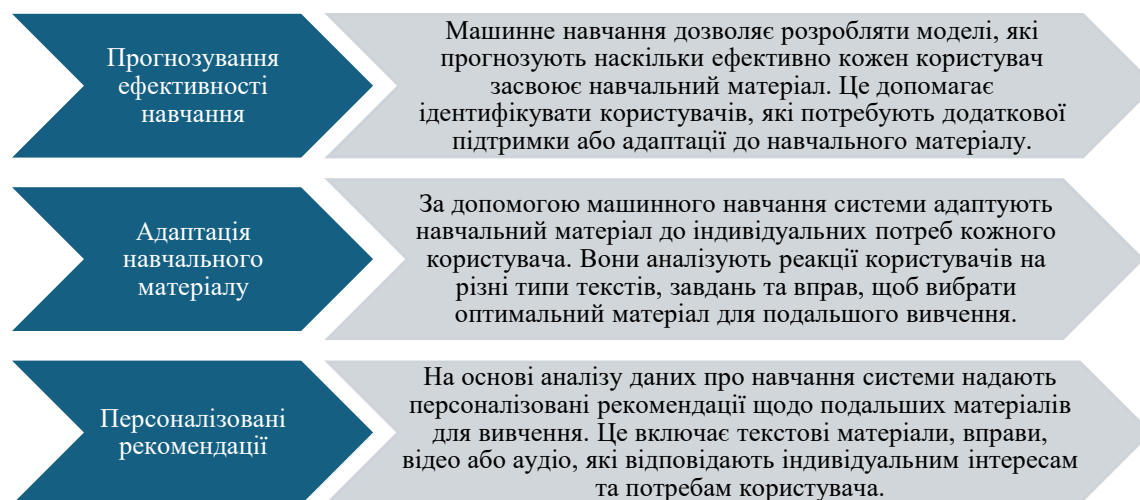 Прогнозування
ефективності
навчання
Машинне навчання дозволяє розробляти моделі, які
прогнозують наскільки ефективно кожен користувач
засвоює навчальний матеріал. Це допомагає
ідентифікувати користувачів, які потребують додаткової
підтримки або адаптації до навчального матеріалу.
Адаптація
навчального
матеріалу
За допомогою машинного навчання системи адаптують
навчальний матеріал до індивідуальних потреб кожного
користувача. Вони аналізують реакції користувачів на
різні типи текстів, завдань та вправ, щоб вибрати
оптимальний матеріал для подальшого вивчення.
Персоналізовані
рекомендації
На основі аналізу даних про навчання системи надають
персоналізовані рекомендації щодо подальших матеріалів
для вивчення. Це включає текстові матеріали, вправи,
відео або аудіо, які відповідають індивідуальним інтересам
та потребам користувача.